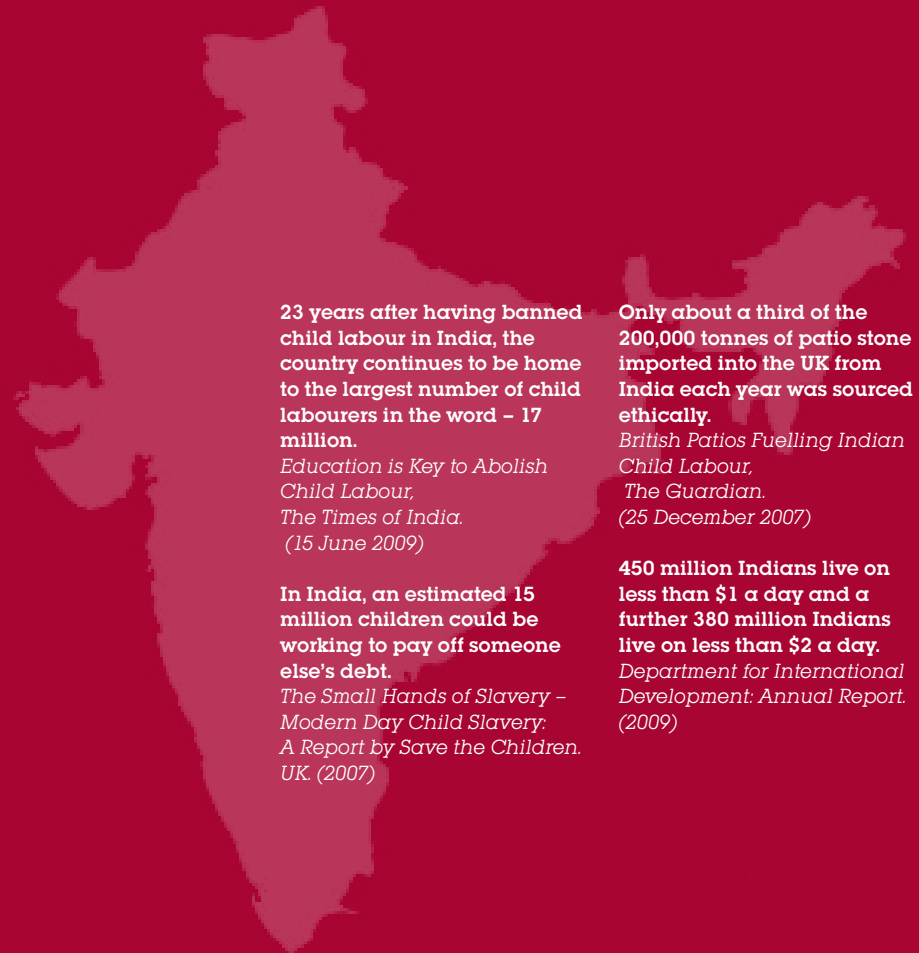 23 years after having banned
child labour in India, the
country continues to be home
to the largest number of child
labourers in the word – 17
million.
Education is Key to Abolish
Child Labour,
The Times of India.
(15 June 2009)
In India, an estimated 15
million children could be
working to pay off someone
else’s debt.
The Small Hands of Slavery –
Modern Day Child Slavery:
A Report by Save the Children.
UK. (2007)
Only about a third of the
200,000 tonnes of patio stone
imported into the UK from
India each year was sourced
ethically.
British Patios Fuelling Indian
Child Labour,
The Guardian.
(25 December 2007)
450 million Indians live on
less than $1 a day and a
further 380 million Indians
live on less than $2 a day.
Department for International
Development: Annual Report.
(2009)